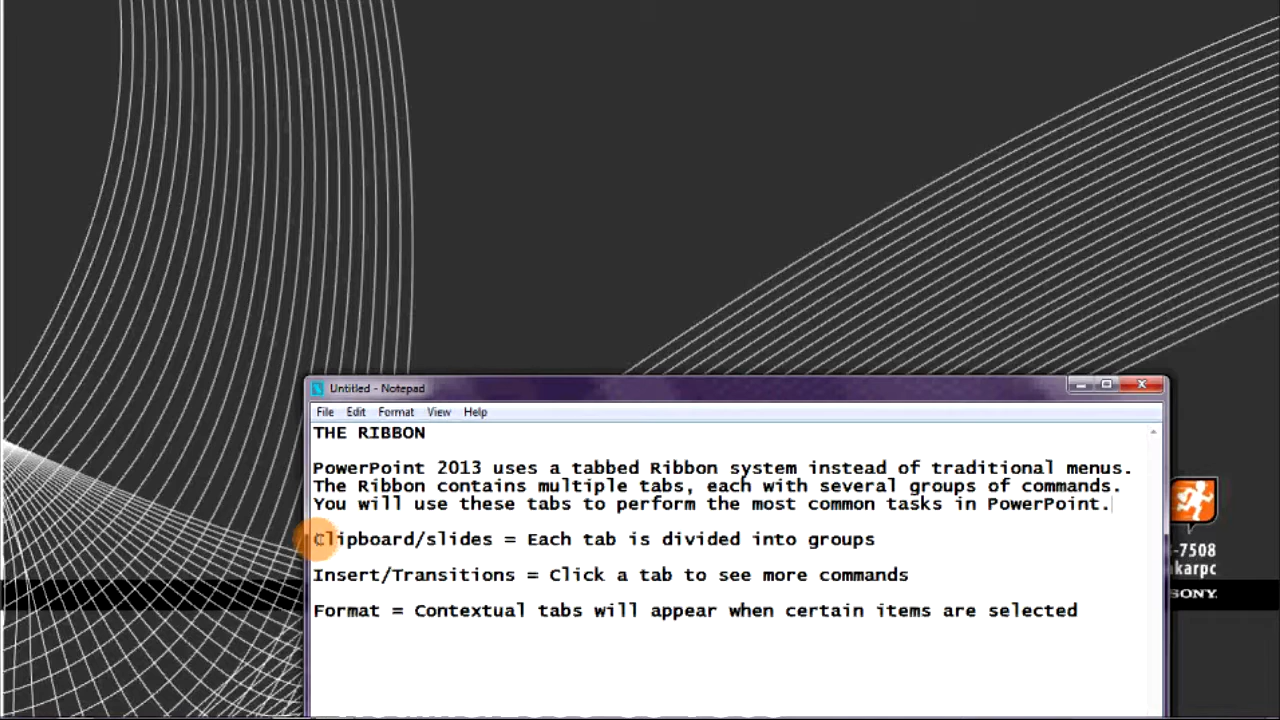 Untitled - Notepad
File Edit Format View Help
THE RIBBON
PowerPoint 2013 uses a tabbed Ribbon system instead of traditional menus.
The Ribbon contains multiple tabs, each with several groups of commands.
You will use these tabs to perform the most common tasks in PowerPoint.
Clipboard/slides = Each tab is divided into groups
Insert/Transitions = Click a tab to see more commands
Format = Contextual tabs will appear when certain items are selected
-7508
akarpc
SONY.